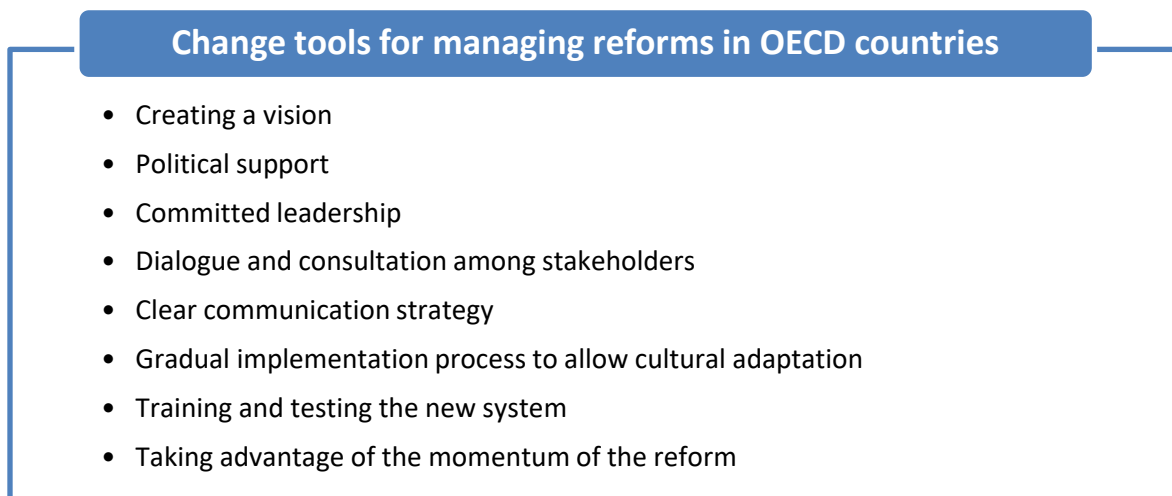 Change tools for managing reforms in OECD countries
• Creating a vision
• Political support
• Committed leadership
• Dialogue and consultation among stakeholders
• Clear communication strategy
• Gradual implementation process to allow cultural adaptation
• Training and testing the new system
• Taking advantage of the momentum of the reform